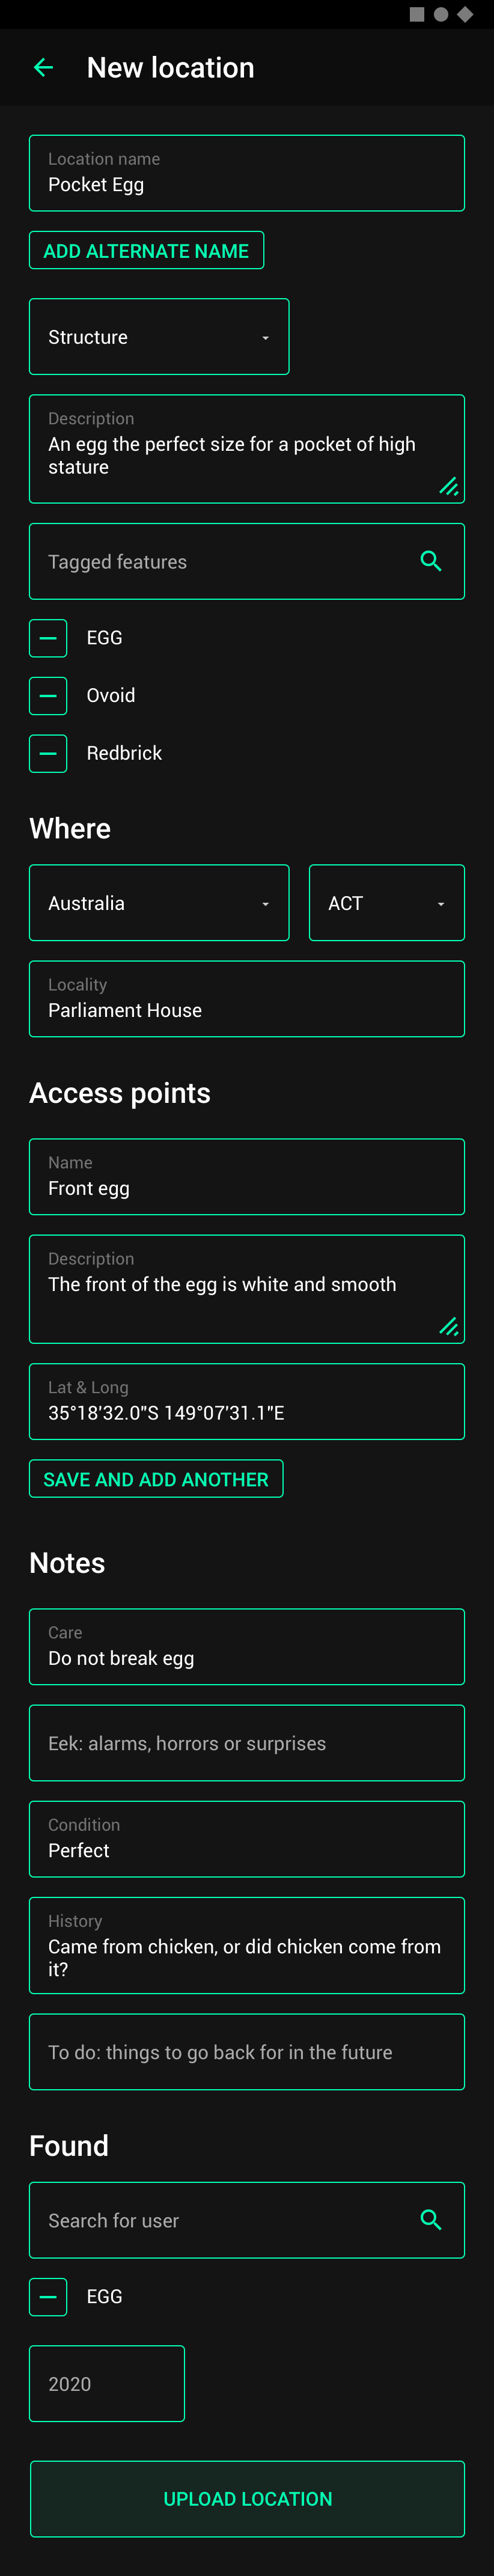 New location
Location name
Pocket Egg
ADD ALTERNATE NAME
Structure
Description
An egg the perfect size for a pocket of high
stature
Tagged features
EGG
Ovoid
Redbrick
Where
Australia
ACT
Locality
Parliament House
Access points
Name
Front egg
Description
The front of the egg is white and smooth
Lat & Long
35°18'32.0"S 149°07'31.1"E
SAVE AND ADD ANOTHER
Notes
Care
Do not break egg
Eek: alarms, horrors or surprises
Condition
Perfect
History
Came from chicken, or did chicken come from
it?
To do: things to go back for in the future
Found
Search for user
EGG
2020
UPLOAD LOCATION